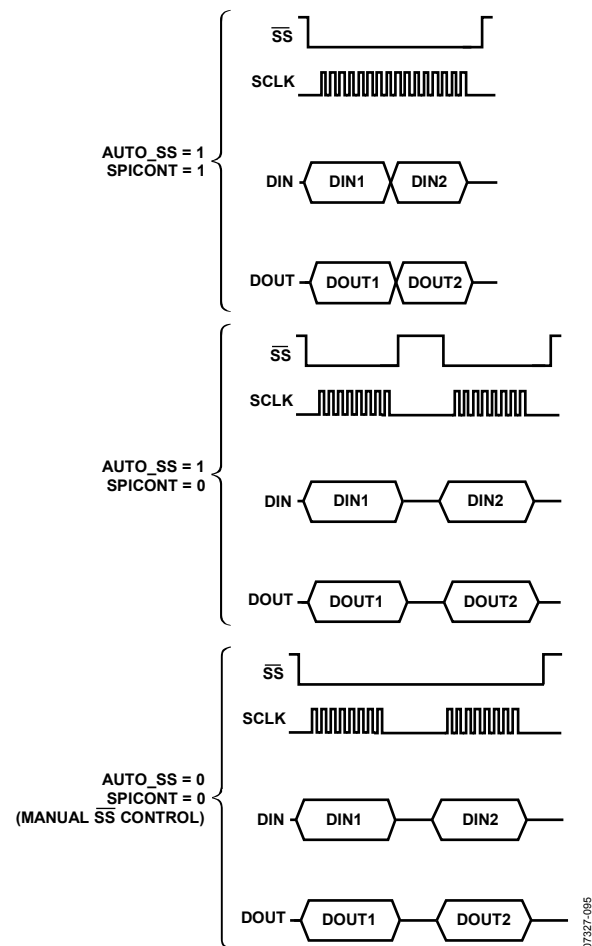 SS
SCLK
AUTO_SS = 1
SPICONT = 1
DIN DIN1 DIN2
DOUT DOUT1 DOUT2
SS
SCLK
AUTO_SS = 1
SPICONT = 0
DIN DIN1 DIN2
DOUT DOUT1 DOUT2
SS
SCLK
AUTO_SS = 0
SPICONT = 0
(MANUAL SS CONTROL)
DIN DIN1 DIN2
DOUT DOUT1 DOUT2
07327-095